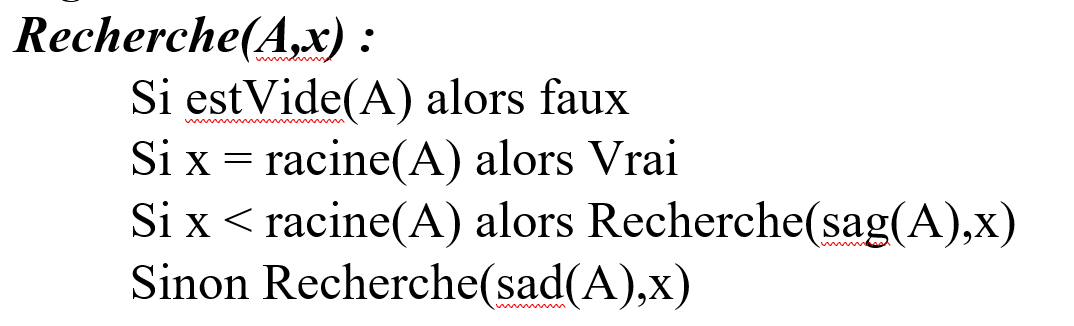 Recherche(A,x) :
Si estVide(A) alors faux
Si x = racine(A) alors Vrai
Si x < racine(A) alors Recherche(sag(A),x)
Sinon Recherche(sad(A),x)